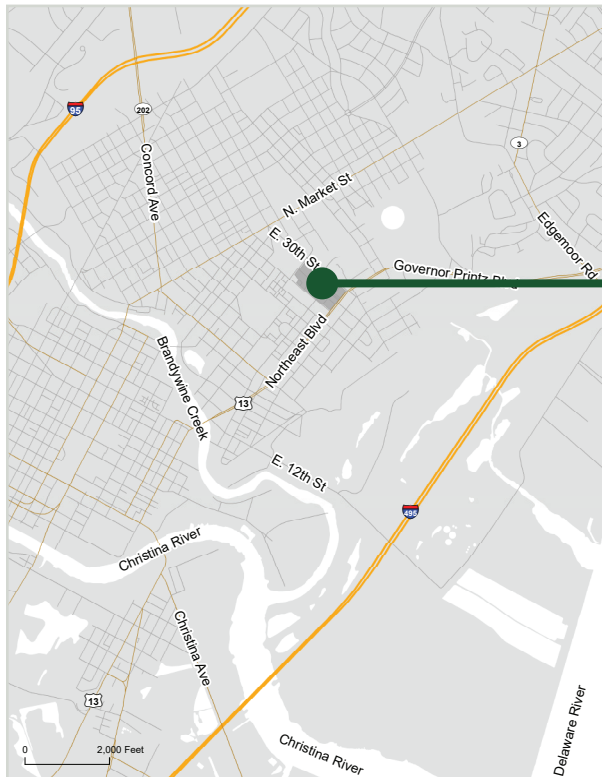 95
202
Concord Ave
3
N. Market St
Edgemoor Rd
E. 30th St
Governor Printz Blvd
Northeast Blvd
Brandywine Creek
13
E. 12th St
495
Christina River
Christina Ave
13
0 2,000 Feet
Christina River
Delaware River